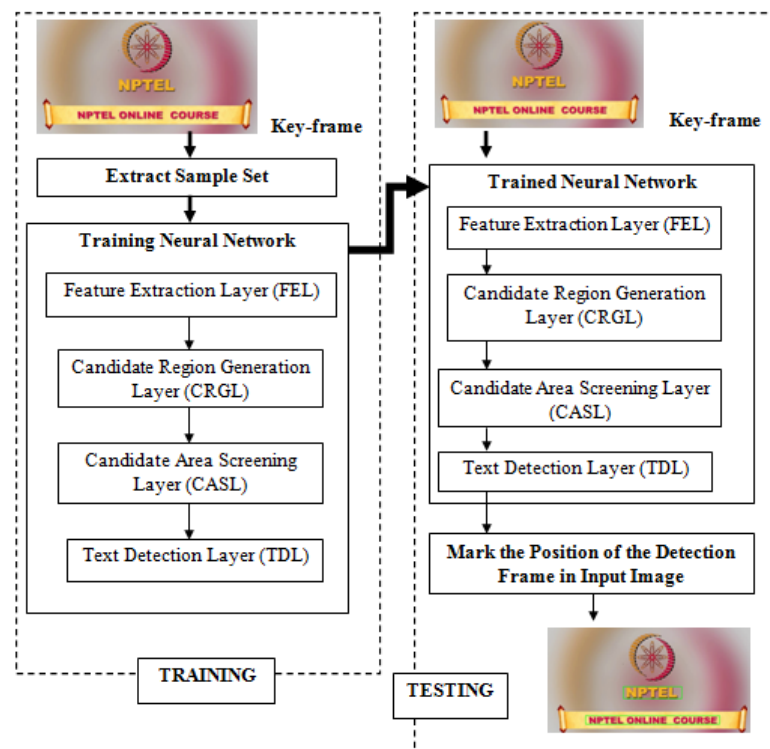 NPTEL
NPTEL ONLINE COURSE
Key-frame
Extract Sample Set
Training Neural Network
Feature Extraction Layer (FEL)
Candidate Region Generation
Layer (CRGL)
Candidate Area Screening
Layer (CASL)
Text Detection Layer (TDL)
TRAINING
NPTEL
NPTEL ONLINE COURSE
Key-frame
Trained Neural Network
Feature Extraction Layer (FEL)
Candidate Region Generation
Layer (CRGL)
Candidate Area Screening Layer
(CASL)
Text Detection Layer (TDL)
Mark the Position of the Detection
Frame in Input Image
NPTEL
NPTEL ONLINE COURSE
TESTING